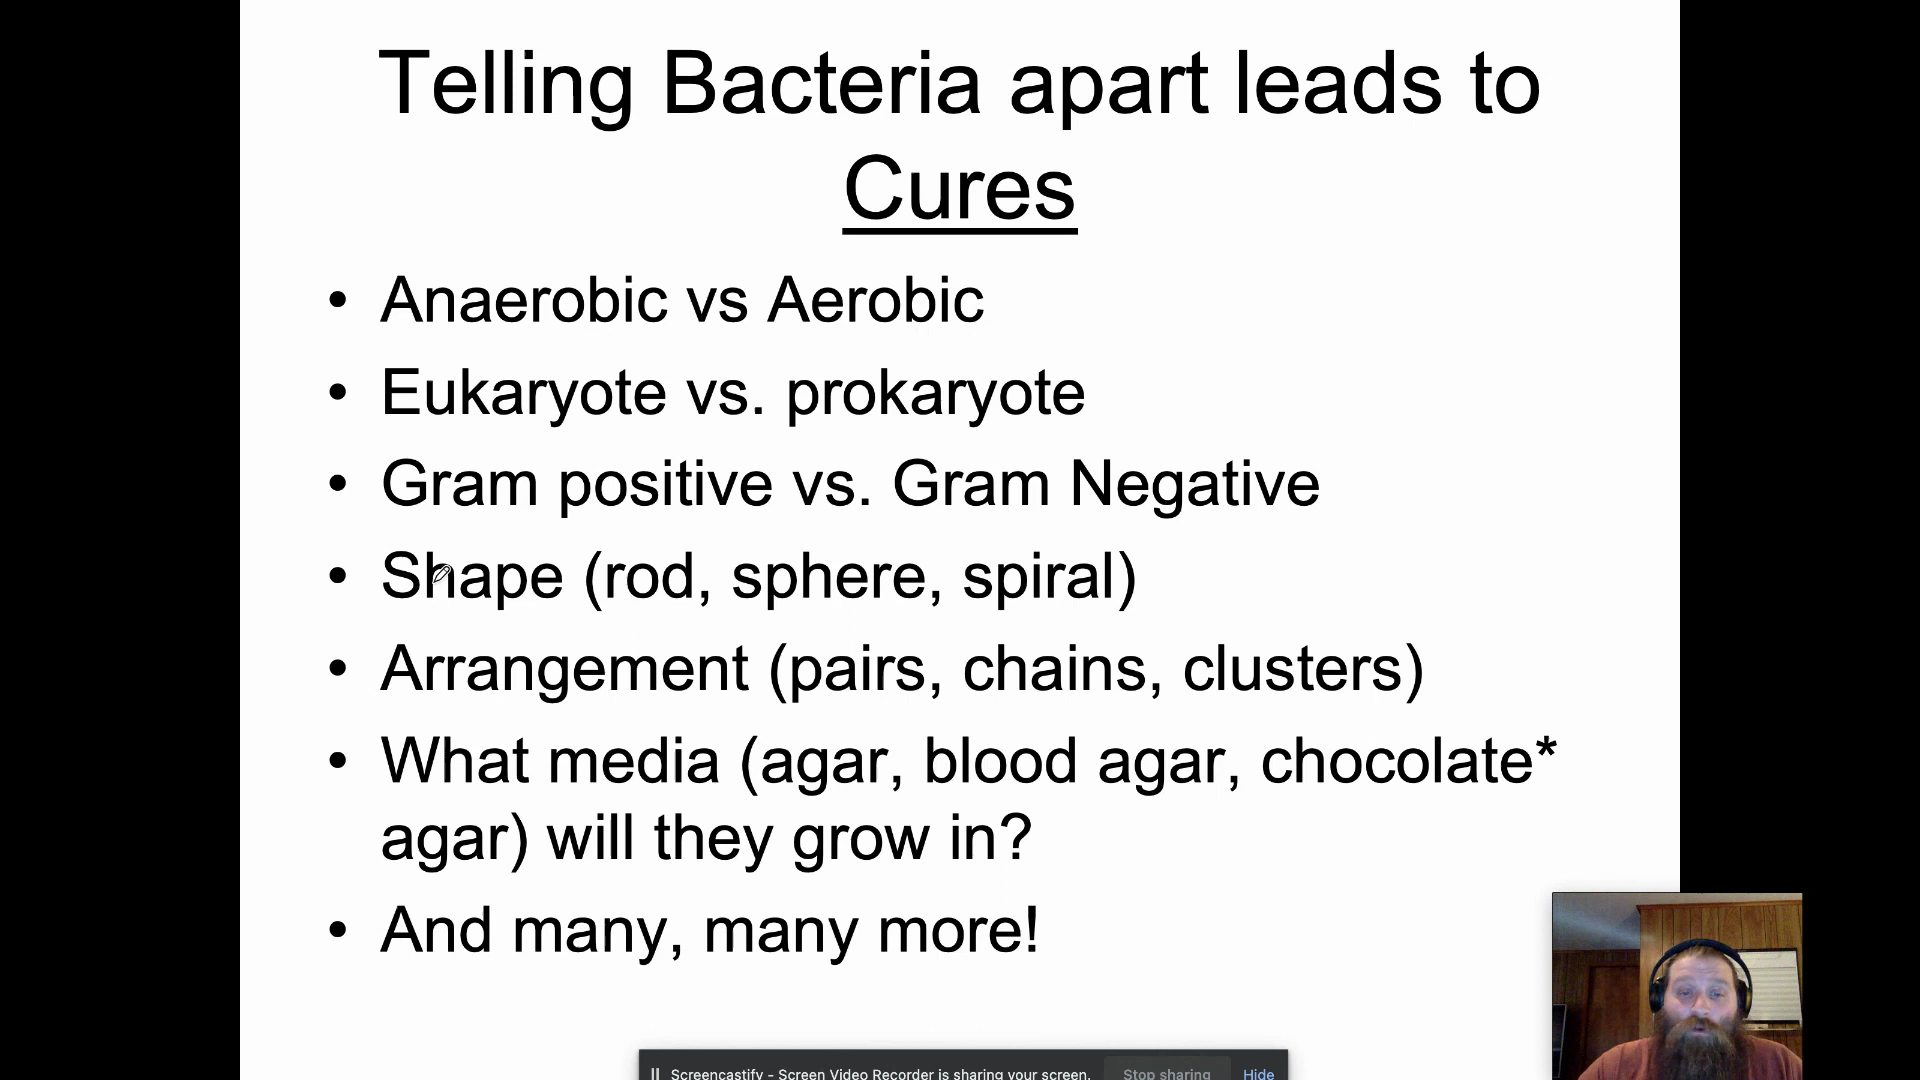 Telling Bacteria apart leads to
Cures
• Anaerobic vs Aerobic
• Eukaryote vs. prokaryote
• Gram positive vs. Gram Negative
• Shape (rod, sphere, spiral)
• Arrangement (pairs, chains, clusters)
• What media (agar, blood agar, chocolate*
agar) will they grow in?
• And many, many more!
Screencastify - Screen Video Recorder is sharing your screen. Stop sharing Hide